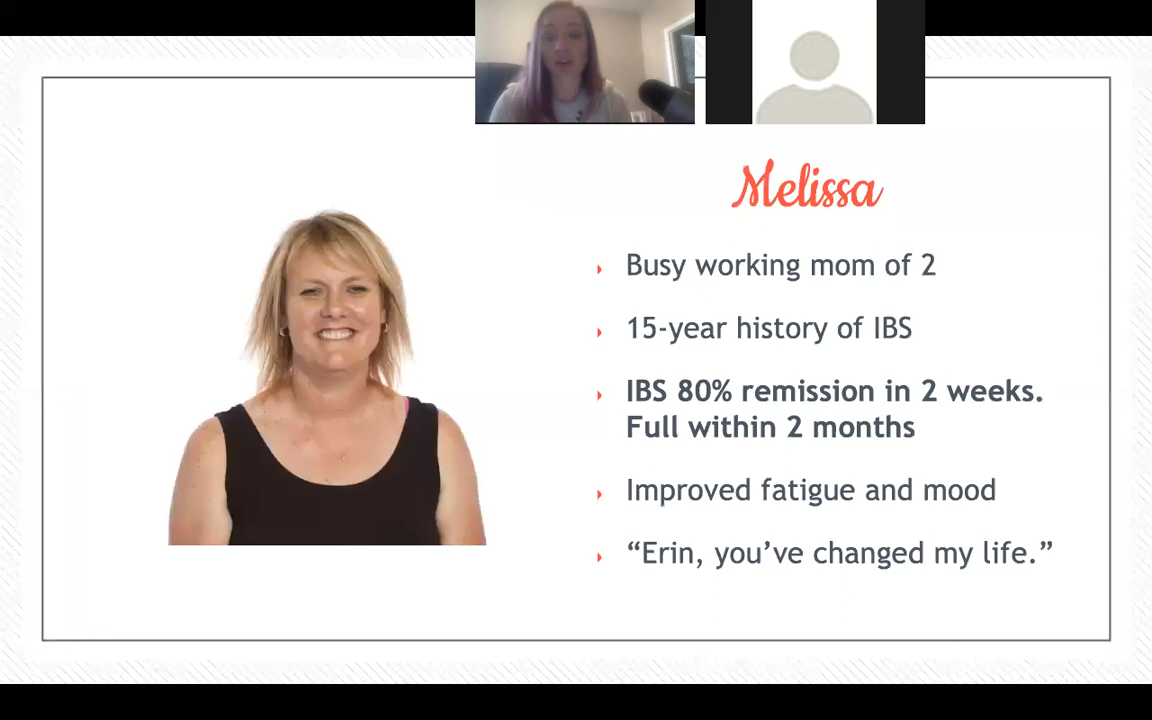 Melissa
Busy working mom of 2
15-year history of IBS
IBS 80% remission in 2 weeks.
Full within 2 months
Improved fatigue and mood
“Erin, you’ve changed my life.”